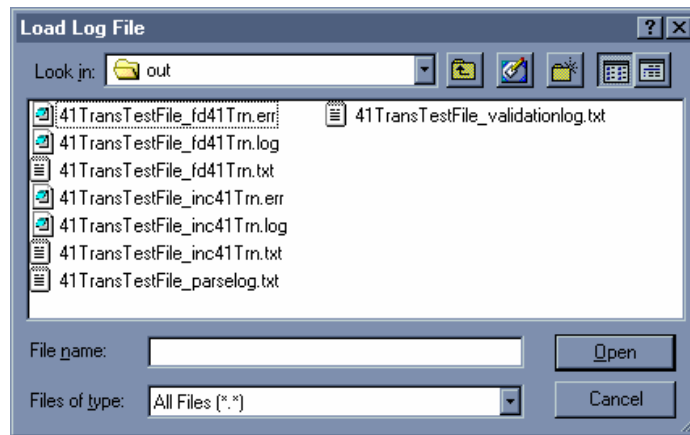 Load Log File
Look in: out
41TransTestFile_fd41Trn.err
41TransTestFile_fd41Trn.log
41TransTestFile_fd41Trn.txt
41TransTestFile_inc41Trn.err
41TransTestFile_inc41Trn.log
41TransTestFile_inc41Trn.txt
41TransTestFile_parselog.txt
41TransTestFile_validationlog.txt
File name:
Open
Files of type: All Files (*.*)
Cancel